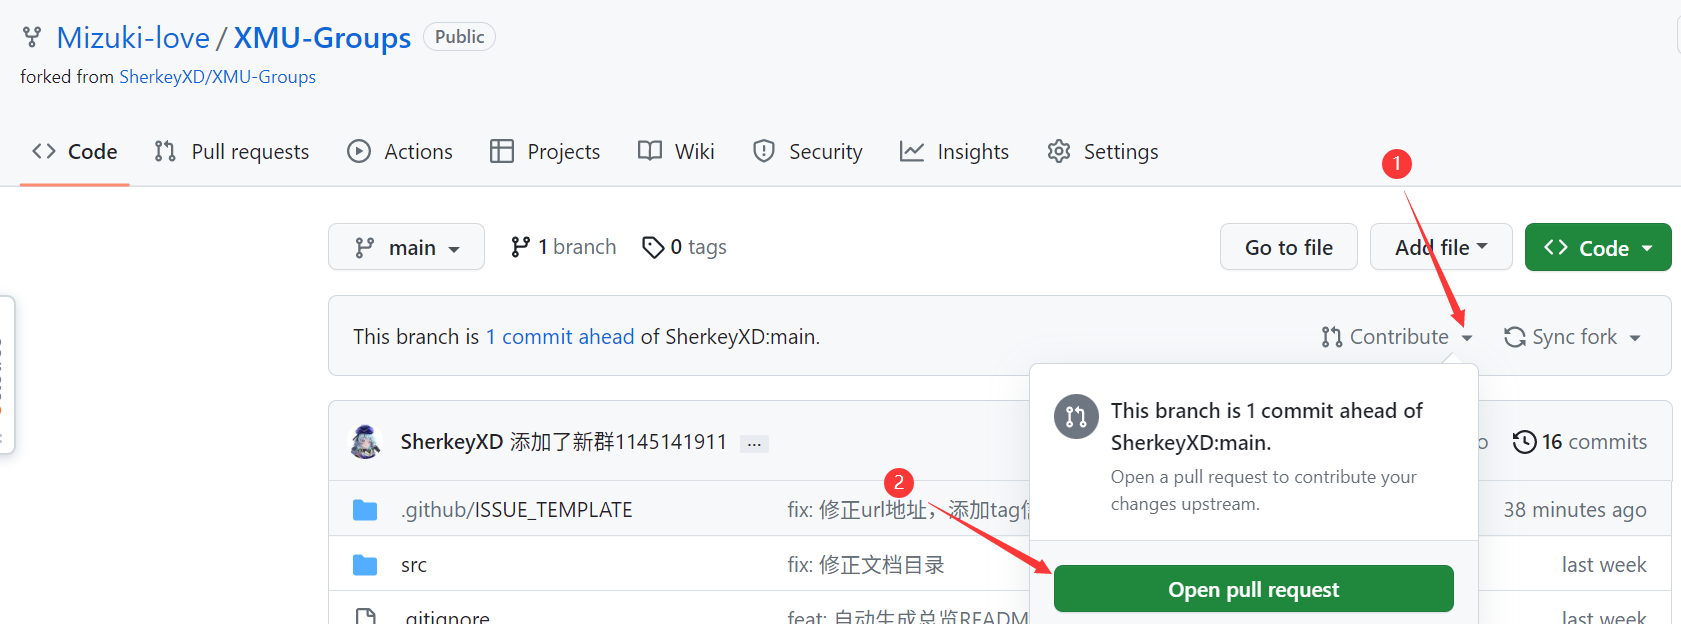 Mizuki-love / XMU-Groups Public
forked from SherkeyXD/XMU-Groups
Code Pull requests Actions Projects Wiki Security Insights Settings
1
main 1 branch 0 tags Go to file Add file Code
This branch is 1 commit ahead of SherkeyXD:main. Contribute Sync fork
This branch is 1 commit ahead of
SherkeyXD:main.
Open a pull request to contribute your
changes upstream.
Open pull request
SherkeyXD 添加了新群1145141911 ... 16 commits
2
.github/ISSUE_TEMPLATE fix: 修正url地址，添加tag 38 minutes ago
src fix: 修正文档目录 last week
.gitignore feat: 自动生成总览README last week